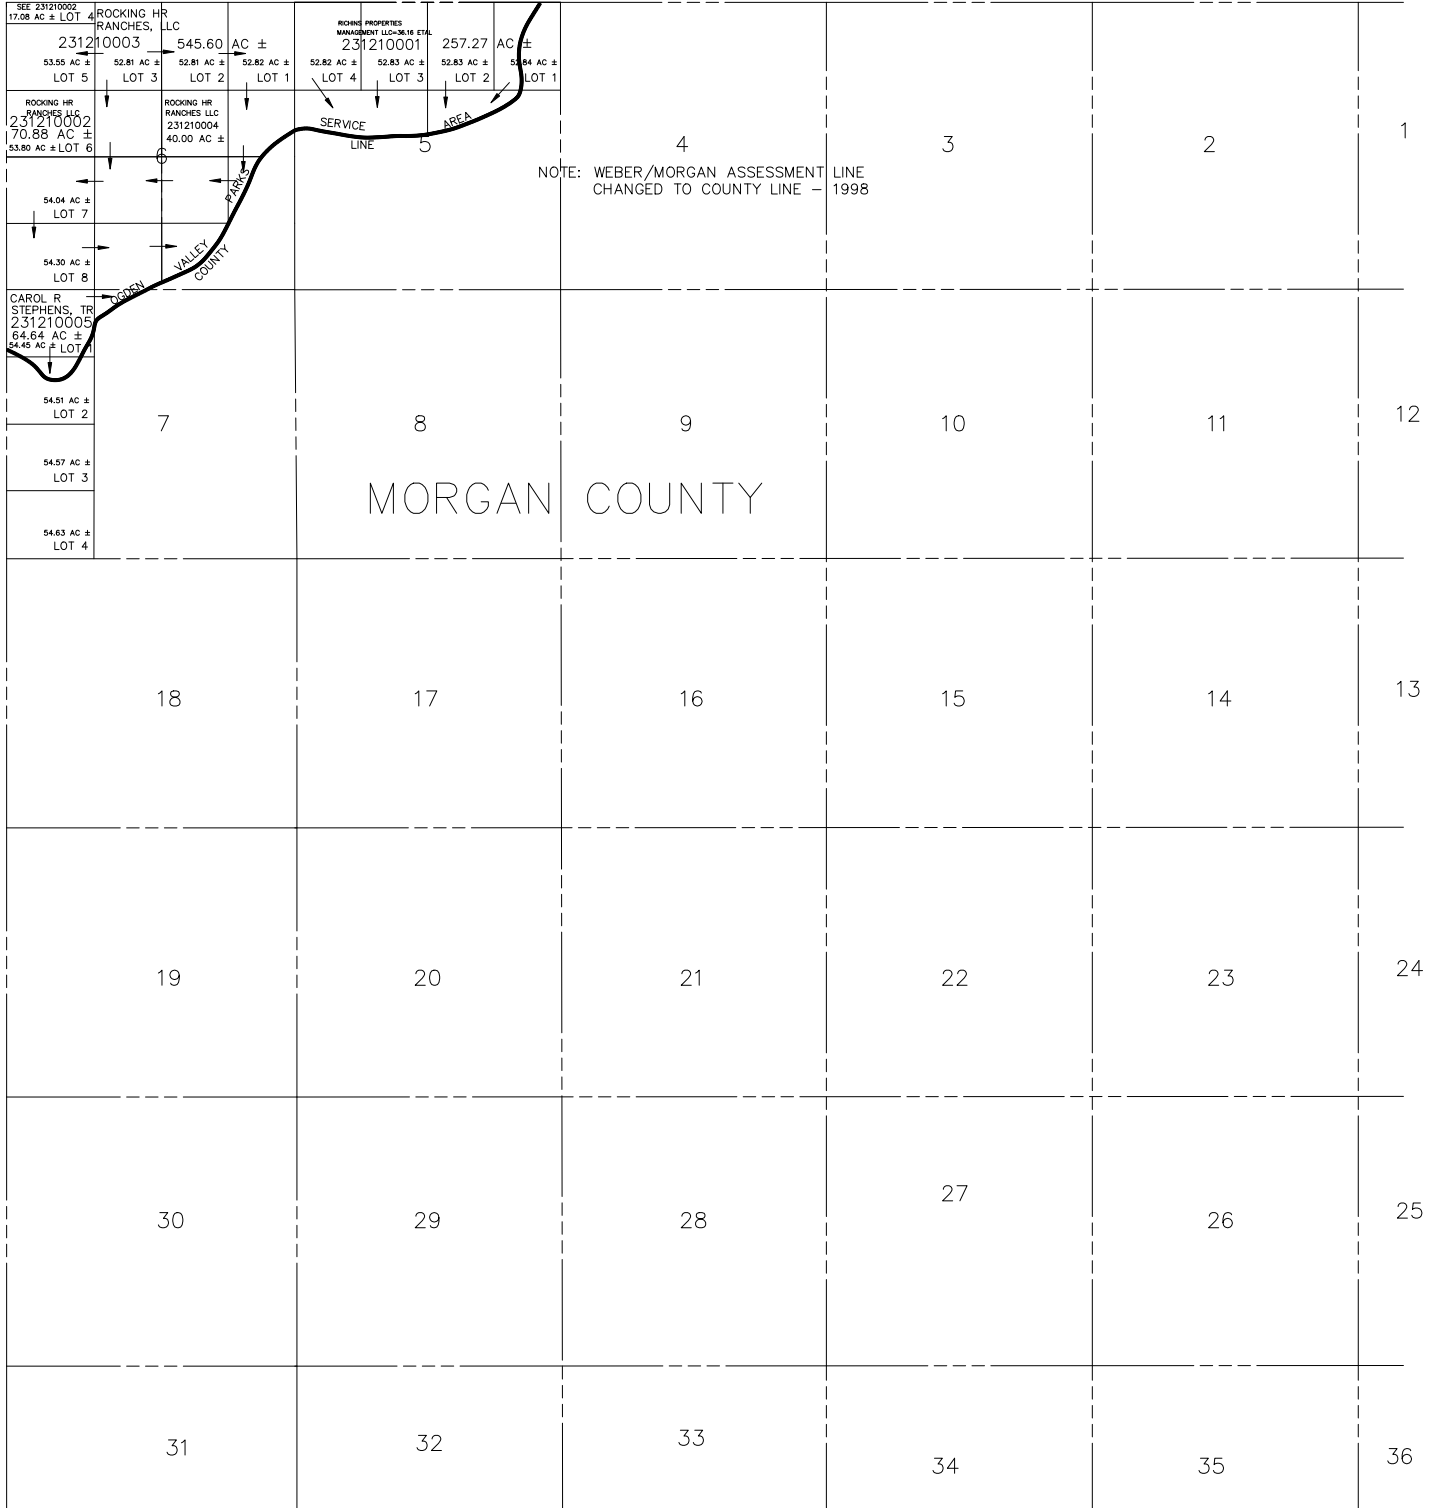 SEE 231210002
17.08 AC ± LOT 4
ROCKING HR
RANCHES, LLC
231210003 545.60 AC ±
53.55 AC ±
LOT 5
52.81 AC ±
LOT 3
52.81 AC ±
LOT 2
52.82 AC ±
LOT 1
RICHINS PROPERTIES
MANAGEMENT LLC=36.16 ETAL
231210001 257.27 AC ±
52.82 AC ±
LOT 4
52.83 AC ±
LOT 3
52.83 AC ±
LOT 2
52.84 AC ±
LOT 1
ROCKING HR
RANCHES LLC
231210002
70.88 AC ±
53.80 AC ± LOT 6
ROCKING HR
RANCHES LLC
231210004
40.00 AC ±
6
54.04 AC ±
LOT 7
54.30 AC ±
LOT 8
CAROL R
STEPHENS, TR
231210005
64.64 AC ±
54.45 AC ± LOT 1
OGDEN
VALLEY
PARKS
SERVICE
AREA
COUNTY
LINE
5
4
3
2
1
NOTE: WEBER/MORGAN ASSESSMENT LINE
CHANGED TO COUNTY LINE – 1998
54.51 AC ±
LOT 2
54.57 AC ±
LOT 3
54.63 AC ±
LOT 4
7
8
9
10
11
12
MORGAN COUNTY
18
17
16
15
14
13
19
20
21
22
23
24
30
29
28
27
26
25
31
32
33
34
35
36